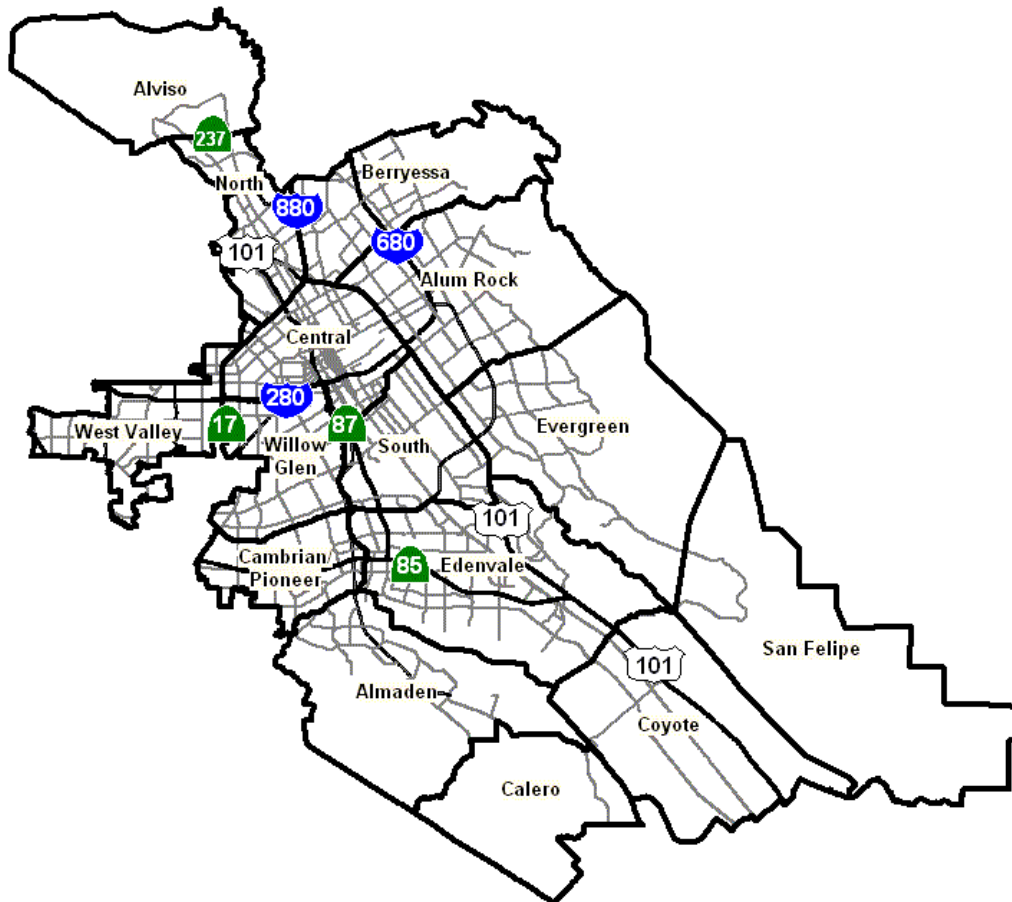 Alviso
237
Berryessa
North
880
680
101
Alum Rock
Central
280
17
87
West Valley
Willow
Glen
South
Evergreen
101
Cambrian/
Pioneer
85
Edenvale
San Felipe
101
Almaden
Coyote
Calero